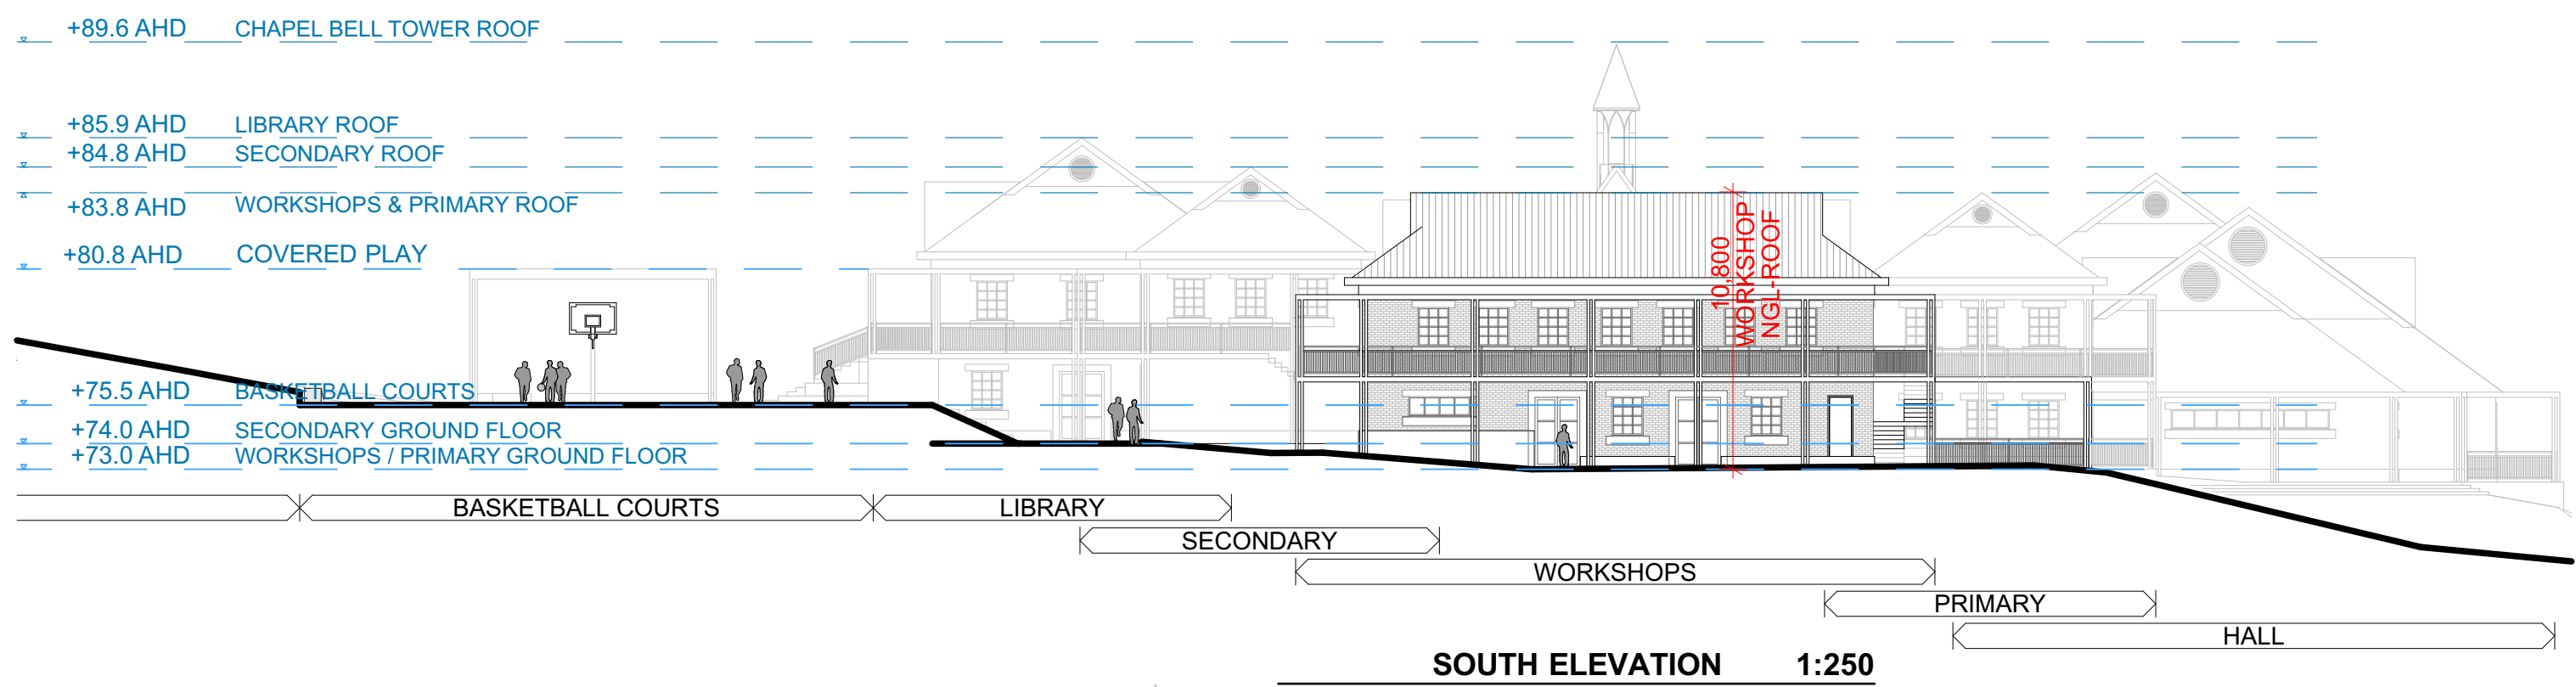 +89.6 AHD CHAPEL BELL TOWER ROOF
+85.9 AHD LIBRARY ROOF
+84.8 AHD SECONDARY ROOF
+83.8 AHD WORKSHOPS & PRIMARY ROOF
+80.8 AHD COVERED PLAY
10,800
WORKSHOP
NGL-ROOF
+75.5 AHD BASKETBALL COURTS
+74.0 AHD SECONDARY GROUND FLOOR
+73.0 AHD WORKSHOPS / PRIMARY GROUND FLOOR
BASKETBALL COURTS
LIBRARY
SECONDARY
WORKSHOPS
PRIMARY
HALL
SOUTH ELEVATION 1:250